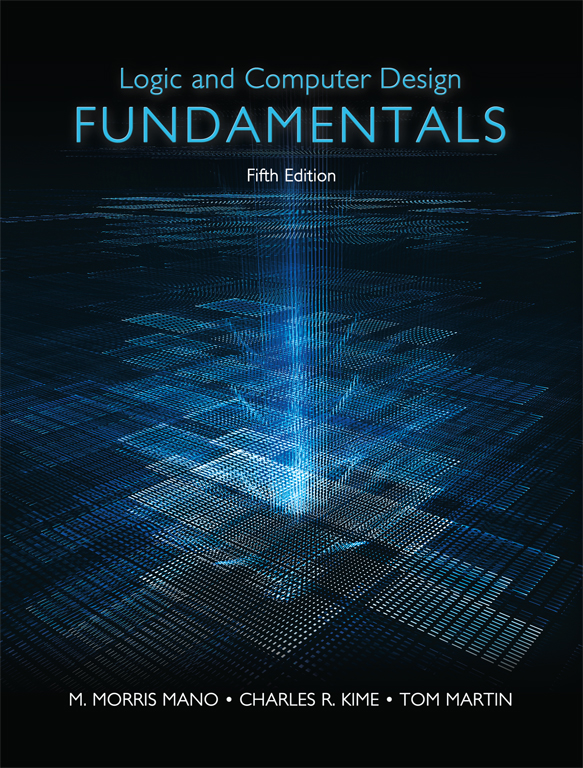 Logic and Computer Design
FUNDAMENTALS
Fifth Edition
M. MORRIS MANO • CHARLES R. KIME • TOM MARTIN